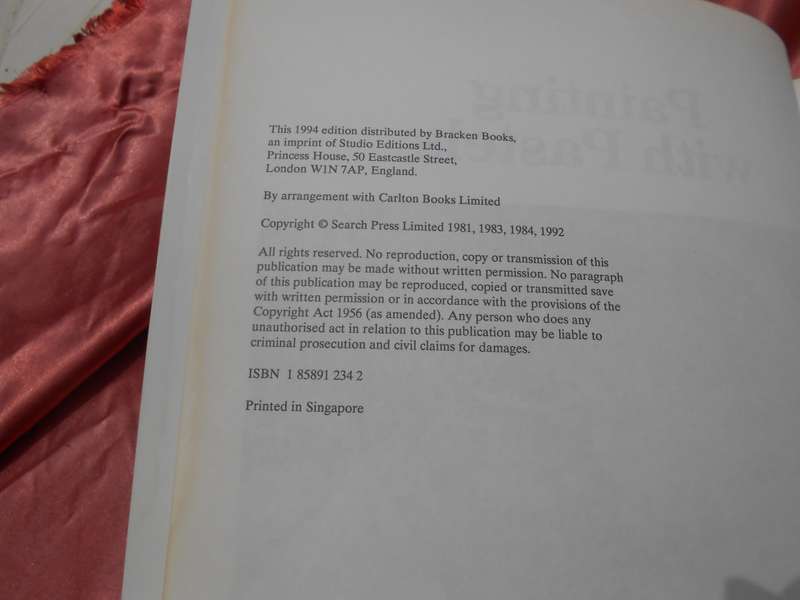 Painting
with Pastel
This 1994 edition distributed by Bracken Books,
an imprint of Studio Editions Ltd.,
Princess House, 50 Eastcastle Street,
London W1N 7AP, England.
By arrangement with Carlton Books Limited
Copyright © Search Press Limited 1981, 1983, 1984, 1992
All rights reserved. No reproduction, copy or transmission of this
publication may be made without written permission. No paragraph
of this publication may be reproduced, copied or transmitted save
with written permission or in accordance with the provisions of the
Copyright Act 1956 (as amended). Any person who does any
unauthorised act in relation to this publication may be liable to
criminal prosecution and civil claims for damages.
ISBN 1 85891 234 2
Printed in Singapore